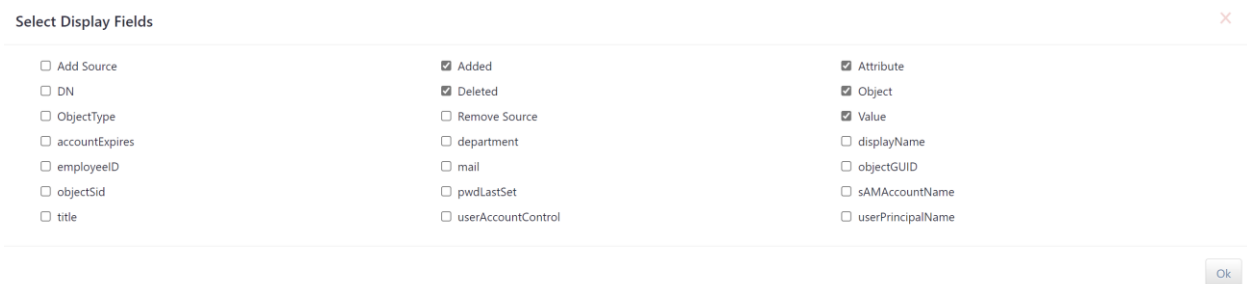 Select Display Fields
Add Source Added Attribute
DN Deleted Object
ObjectType Remove Source Value
accountExpires department displayName
employeeID mail objectGUID
objectSid pwdLastSet sAMAccountName
title userAccountControl userPrincipalName
Ok